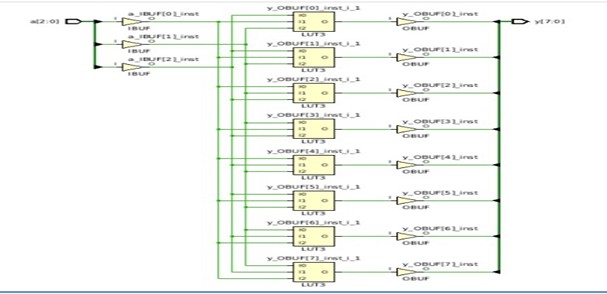 a[2:0]
a_IBUF[0]_inst
I O
IBUF
a_IBUF[1]_inst
I O
IBUF
a_IBUF[2]_inst
I O
IBUF
y_OBUF[0]_inst_i_1
I0
I1 O
I2
LUT3
y_OBUF[0]_inst
I O
OBUF
y[7:0]
y_OBUF[1]_inst_i_1
I0
I1 O
I2
LUT3
y_OBUF[1]_inst
I O
OBUF
y_OBUF[2]_inst_i_1
I0
I1 O
I2
LUT3
y_OBUF[2]_inst
I O
OBUF
y_OBUF[3]_inst_i_1
I0
I1 O
I2
LUT3
y_OBUF[3]_inst
I O
OBUF
y_OBUF[4]_inst_i_1
I0
I1 O
I2
LUT3
y_OBUF[4]_inst
I O
OBUF
y_OBUF[5]_inst_i_1
I0
I1 O
I2
LUT3
y_OBUF[5]_inst
I O
OBUF
y_OBUF[6]_inst_i_1
I0
I1 O
I2
LUT3
y_OBUF[6]_inst
I O
OBUF
y_OBUF[7]_inst_i_1
I0
I1 O
I2
LUT3
y_OBUF[7]_inst
I O
OBUF